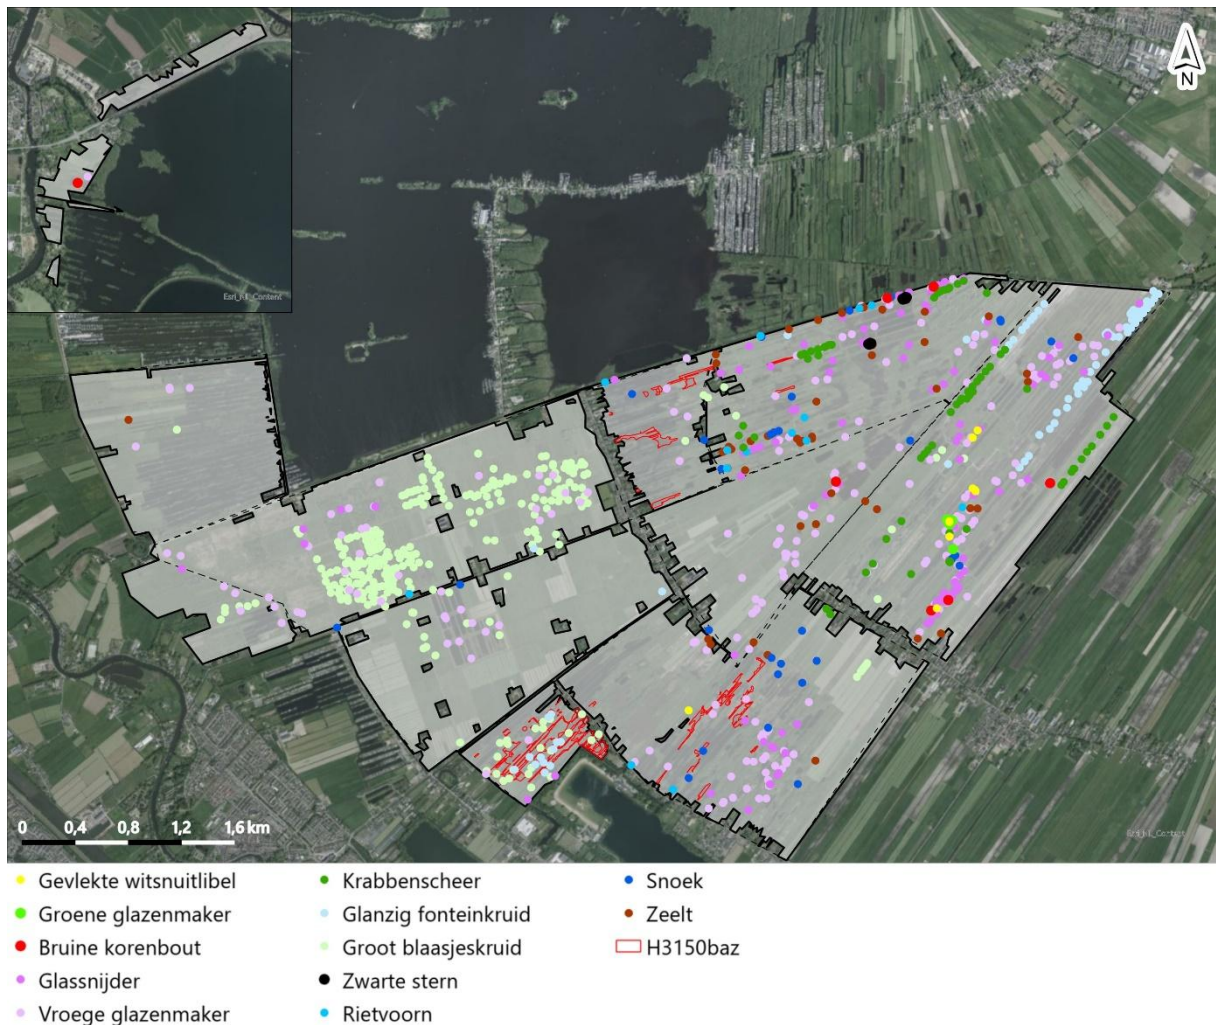 N
Esri_NL_Content
0 0,4 0,8 1,2 1,6 km
Esri_NL_Content
Gevlekte witsnuitlibel
Groene glazenmaker
Bruine korenbout
Glassnijder
Vroege glazenmaker
Krabbenscheer
Glanzig fonteinkruid
Groot blaasjeskruid
Zwarte stern
Rietvoorn
Snoek
Zeelt
H3150baz